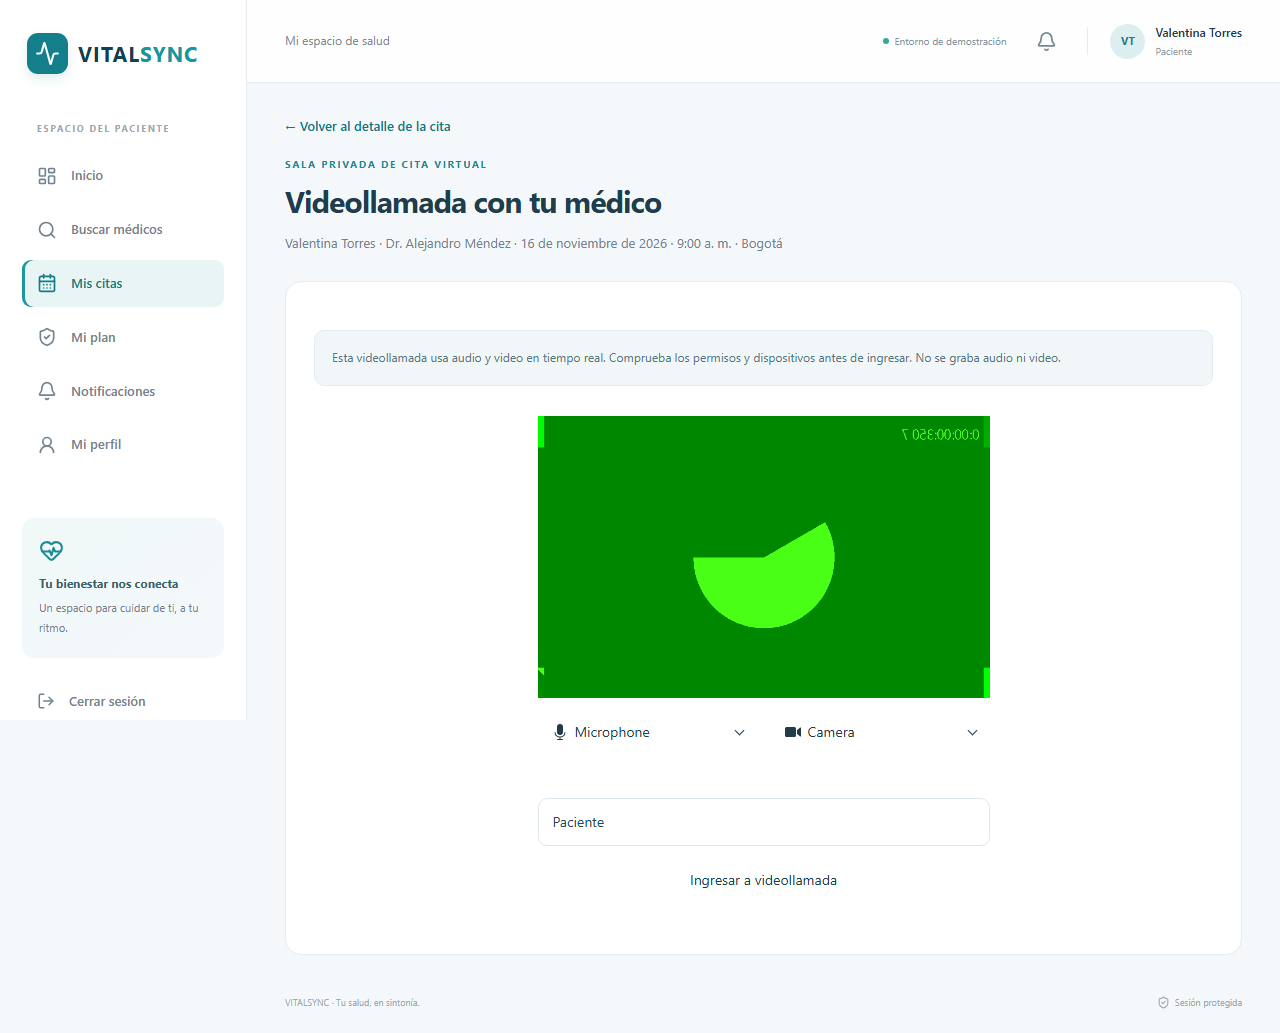 VITALSYNC
ESPACIO DEL PACIENTE
Inicio
Buscar médicos
Mis citas
Mi plan
Notificaciones
Mi perfil
Tu bienestar nos conecta
Un espacio para cuidar de ti, a tu
ritmo.
Cerrar sesión
Mi espacio de salud
Entorno de demostración
VT
Valentina Torres
Paciente
← Volver al detalle de la cita
SALA PRIVADA DE CITA VIRTUAL
Videollamada con tu médico
Valentina Torres · Dr. Alejandro Méndez · 16 de noviembre de 2026 · 9:00 a. m. · Bogotá
Esta videollamada usa audio y video en tiempo real. Comprueba los permisos y dispositivos antes de ingresar. No se graba audio ni video.
0:00:00:350 7
Microphone
Camera
Paciente
Ingresar a videollamada
VITALSYNC · Tu salud, en sintonía.
Sesión protegida